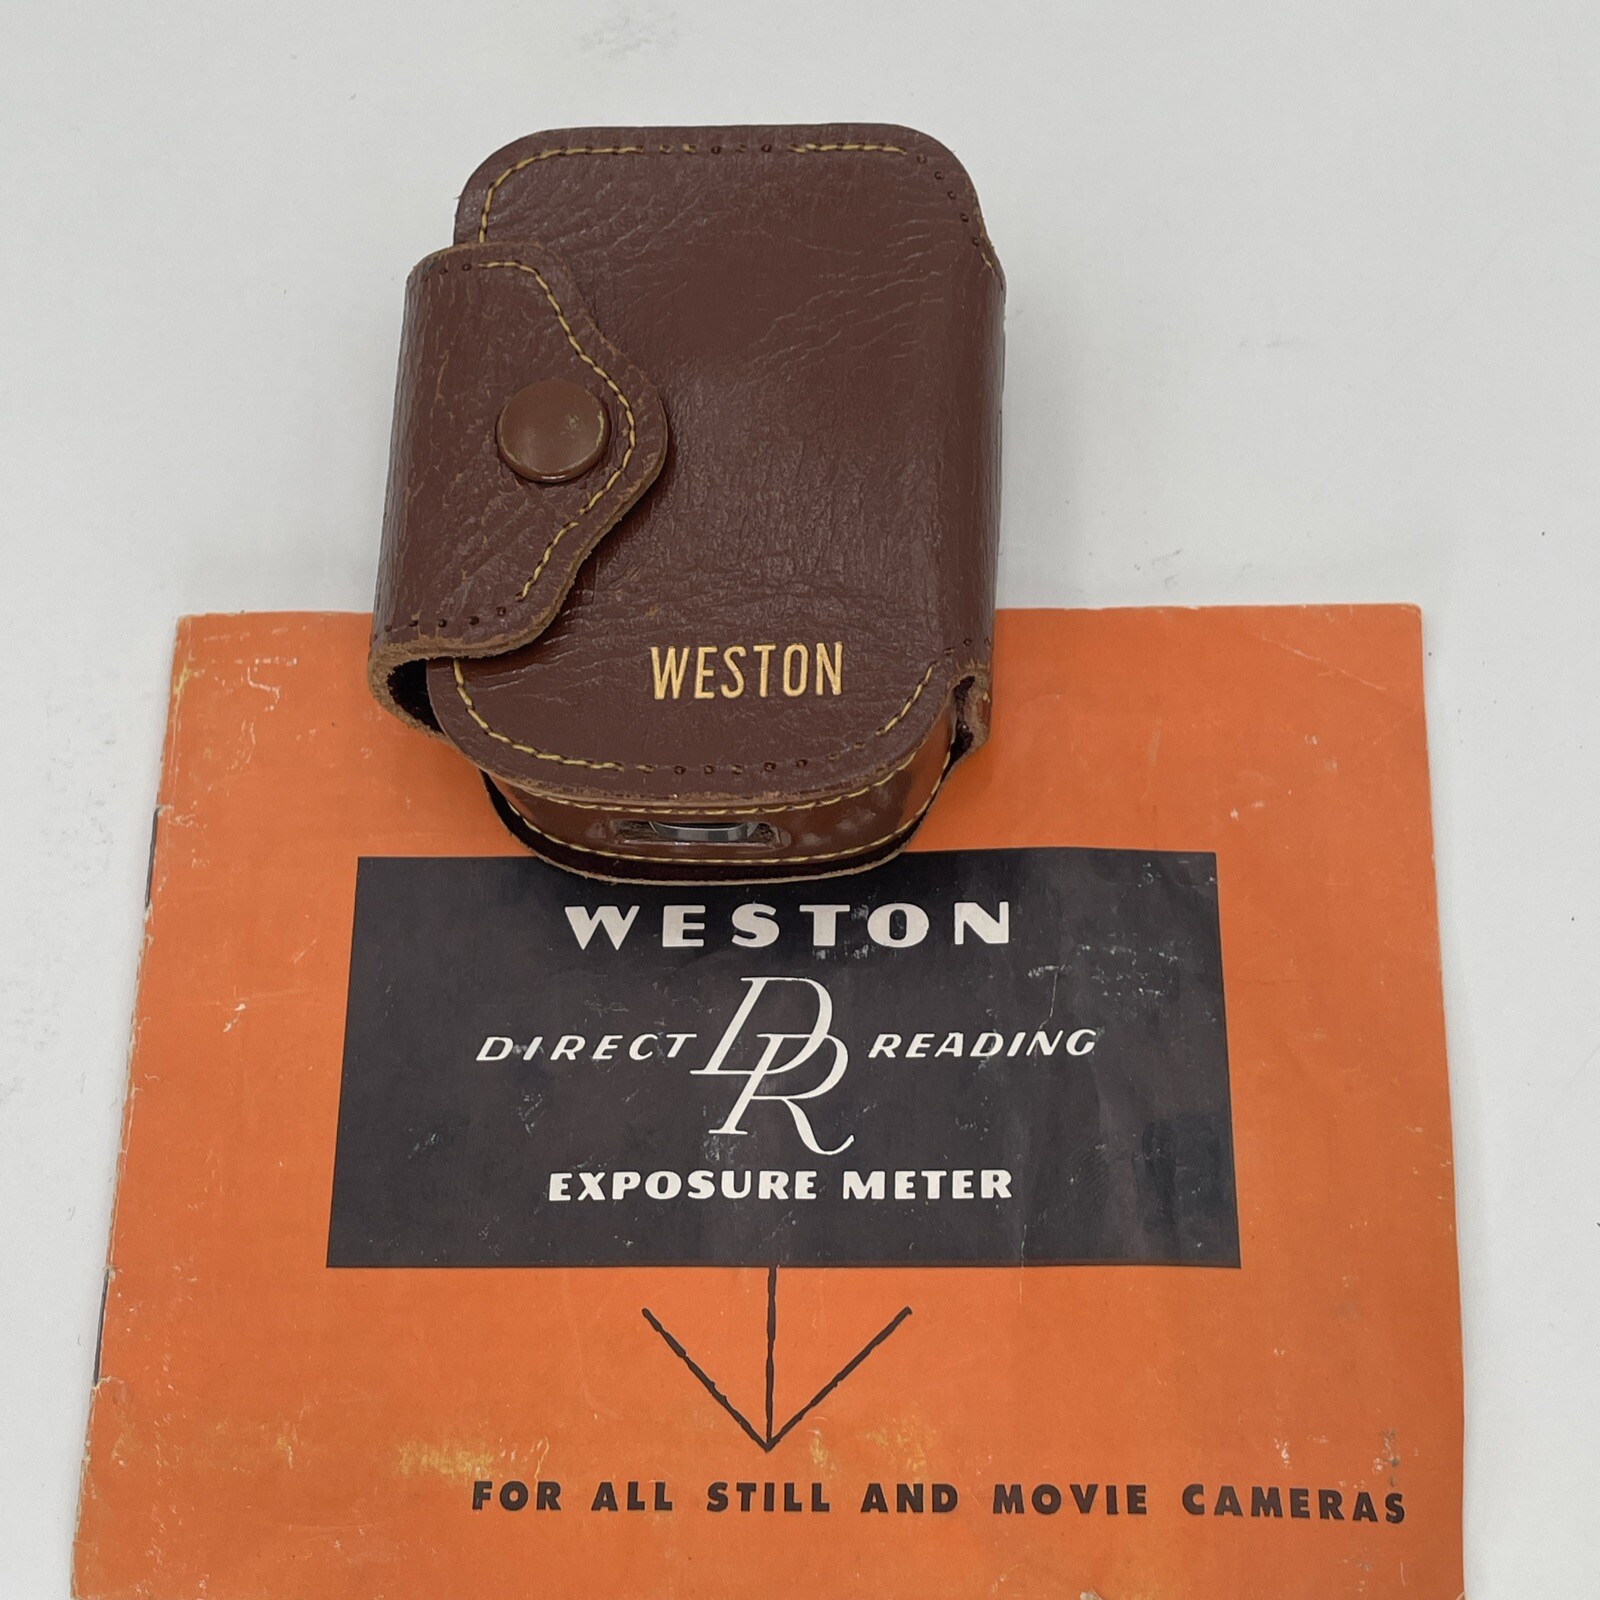 WESTON
WESTON
DIRECT DR READING
EXPOSURE METER
FOR ALL STILL AND MOVIE CAMERAS